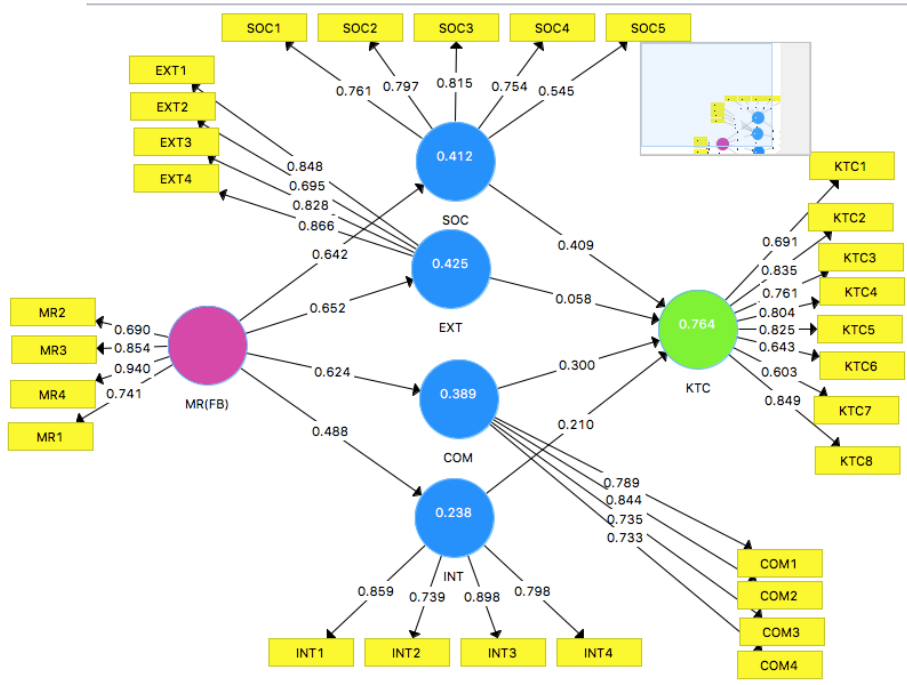 SOC1 SOC2 SOC3 SOC4 SOC5
EXT1
EXT2
EXT3
EXT4
0.761 0.797 0.815 0.754 0.545
0.848
0.695
0.828
0.866
0.412
SOC
0.642
0.425
EXT
0.652
MR2
MR3
MR4
MR1
0.690
0.854
0.940
0.741
MR(FB)
0.624
0.488
0.389
COM
0.238
INT
0.409
0.058
0.300
0.210
0.764
KTC
0.691
0.835
0.761
0.804
0.825
0.643
0.603
0.849
KTC1
KTC2
KTC3
KTC4
KTC5
KTC6
KTC7
KTC8
0.789
0.844
0.735
0.733
COM1
COM2
COM3
COM4
0.859 0.739 0.898 0.798
INT1 INT2 INT3 INT4